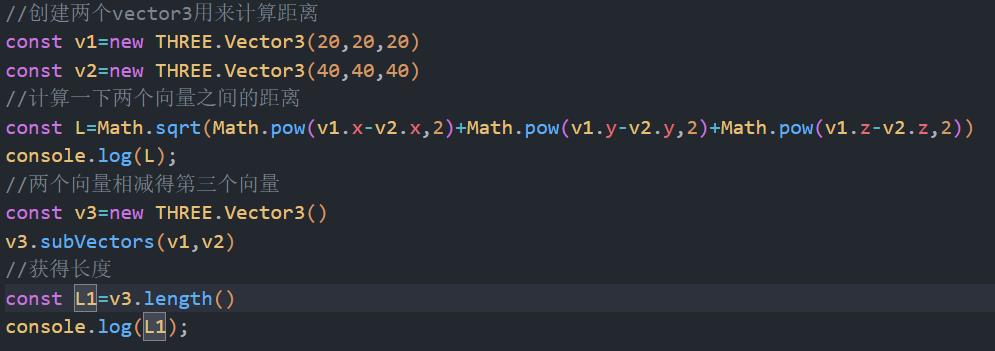 //创建两个vector3用来计算距离
const v1=new THREE.Vector3(20,20,20)
const v2=new THREE.Vector3(40,40,40)
//计算一下两个向量之间的距离
const L=Math.sqrt(Math.pow(v1.x-v2.x,2)+Math.pow(v1.y-v2.y,2)+Math.pow(v1.z-v2.z,2))
console.log(L);
//两个向量相减得第三个向量
const v3=new THREE.Vector3()
v3.subVectors(v1,v2)
//获得长度
const L1=v3.length()
console.log(L1);